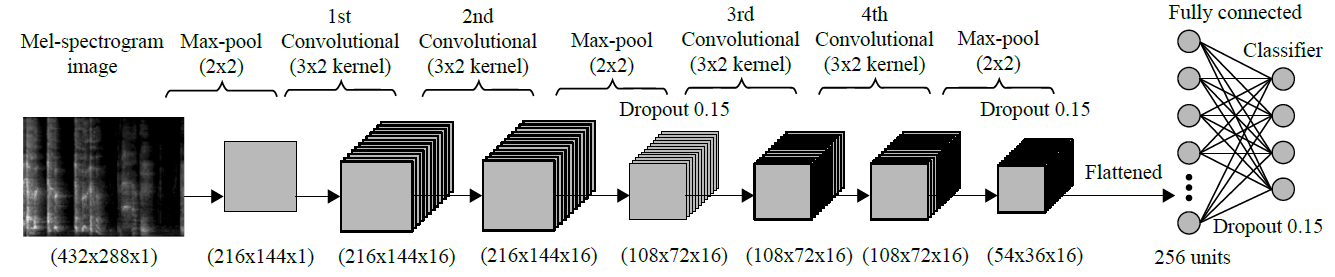 Mel-spectrogram
image
Max-pool
(2x2)
1st
Convolutional
(3x2 kernel)
2nd
Convolutional
(3x2 kernel)
Max-pool
(2x2)
Dropout 0.15
3rd
Convolutional
(3x2 kernel)
4th
Convolutional
(3x2 kernel)
Max-pool
(2x2)
Dropout 0.15
Flattened
Fully connected
Classifier
Dropout 0.15
(432x288x1)
(216x144x1)
(216x144x16)
(216x144x16)
(108x72x16)
(108x72x16)
(108x72x16)
(54x36x16)
256 units